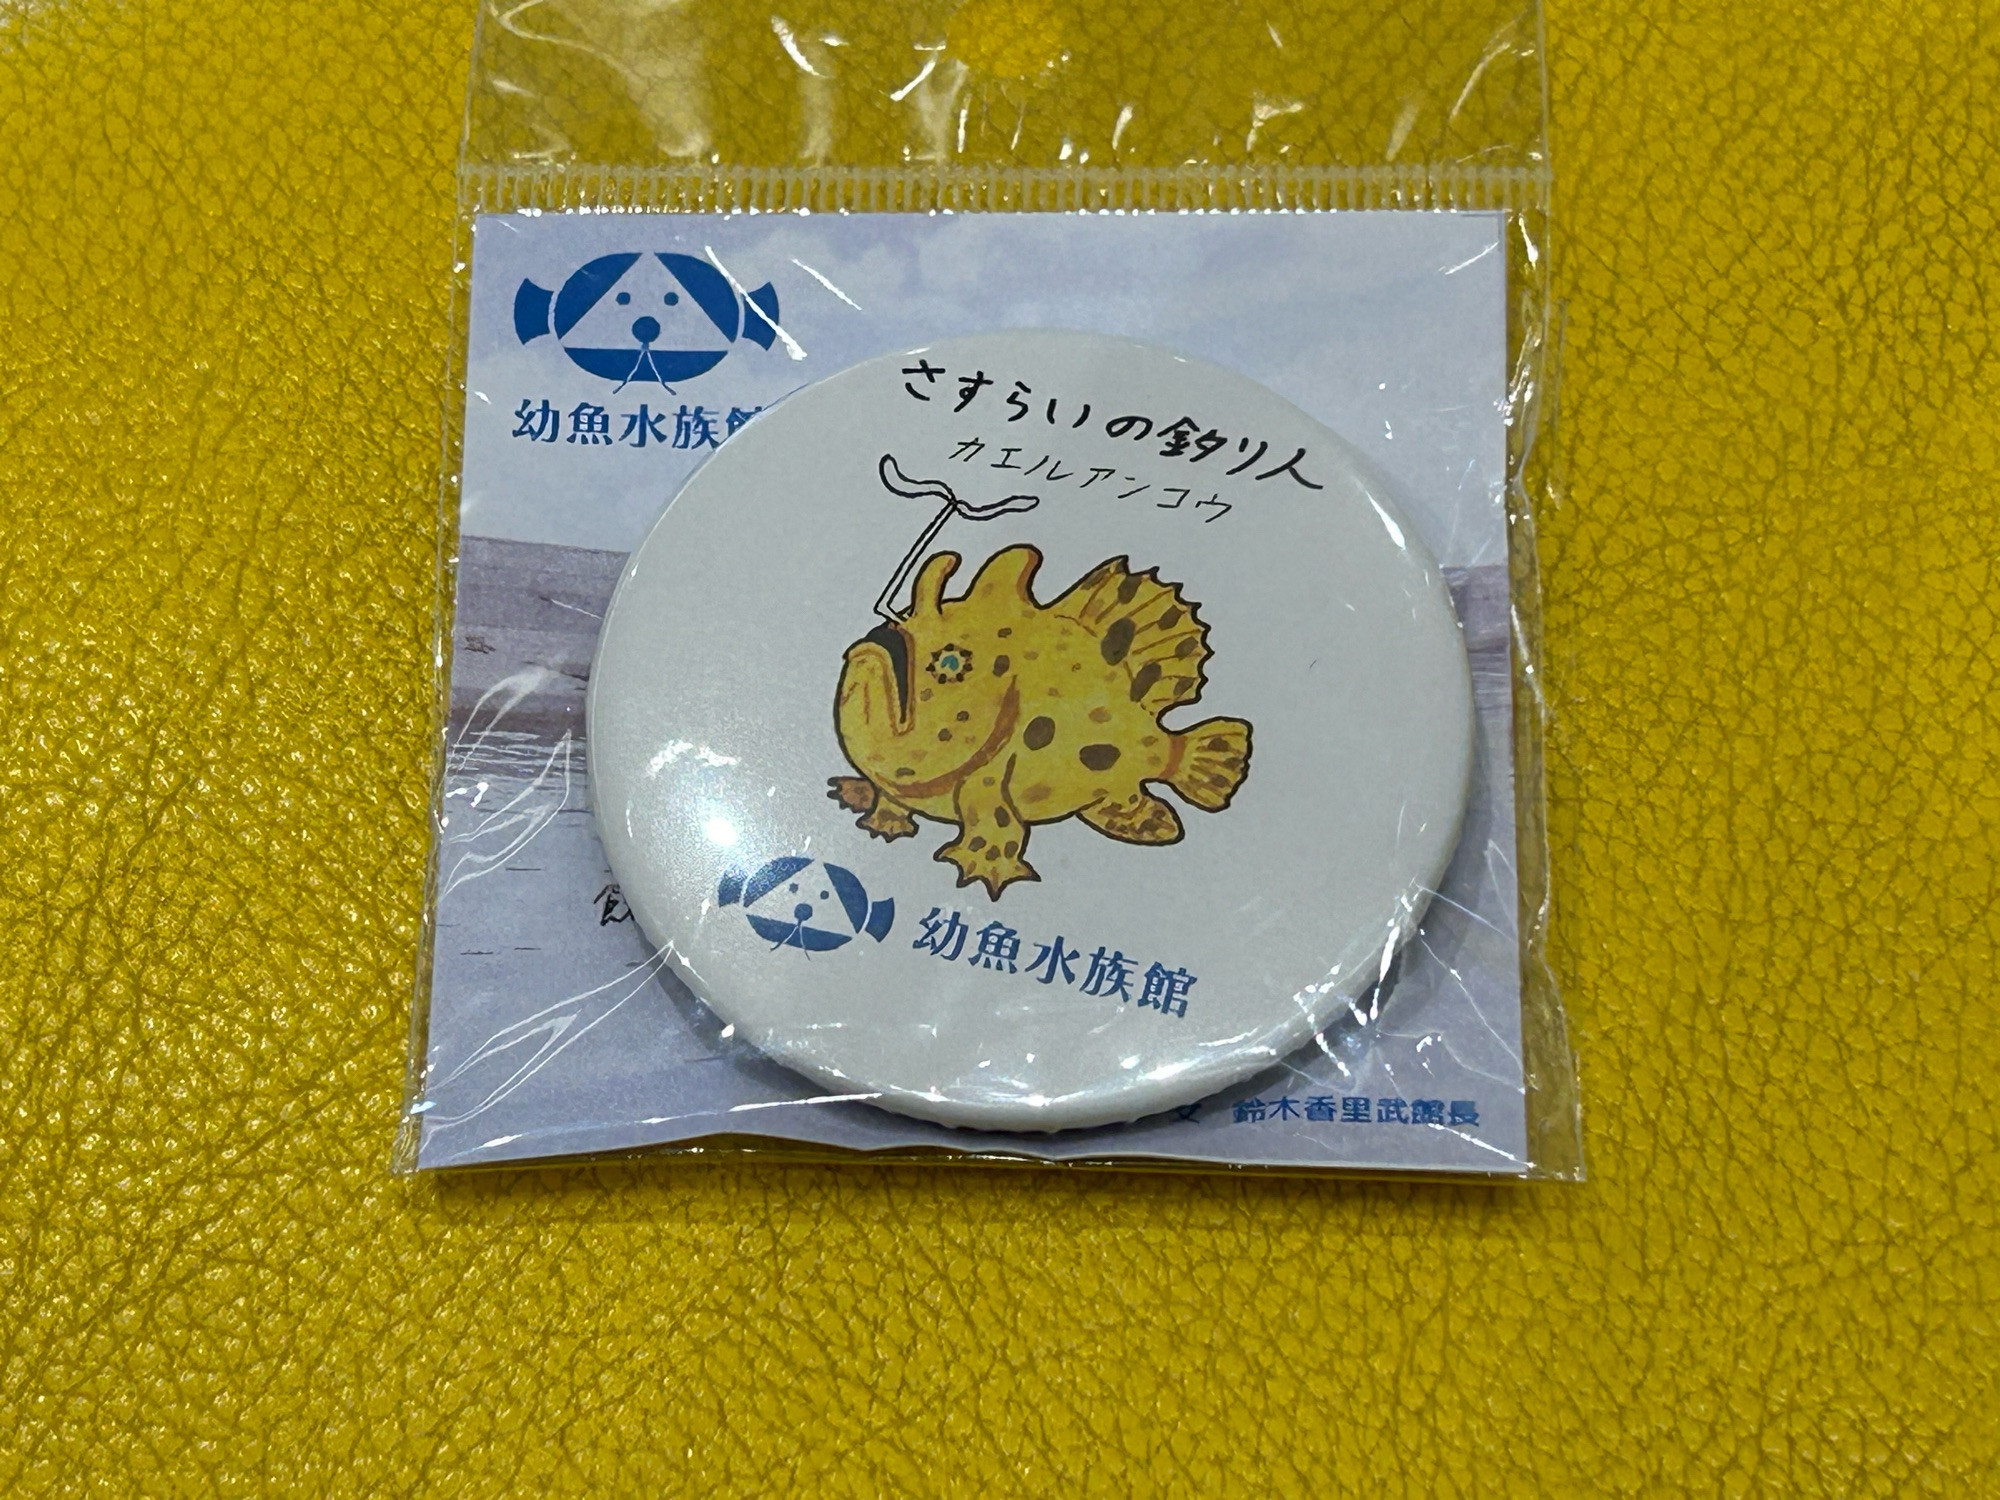 幼魚水族館
さすらいの釣り人
カエルアンコウ
幼魚水族館
文 鈴木香里武館長